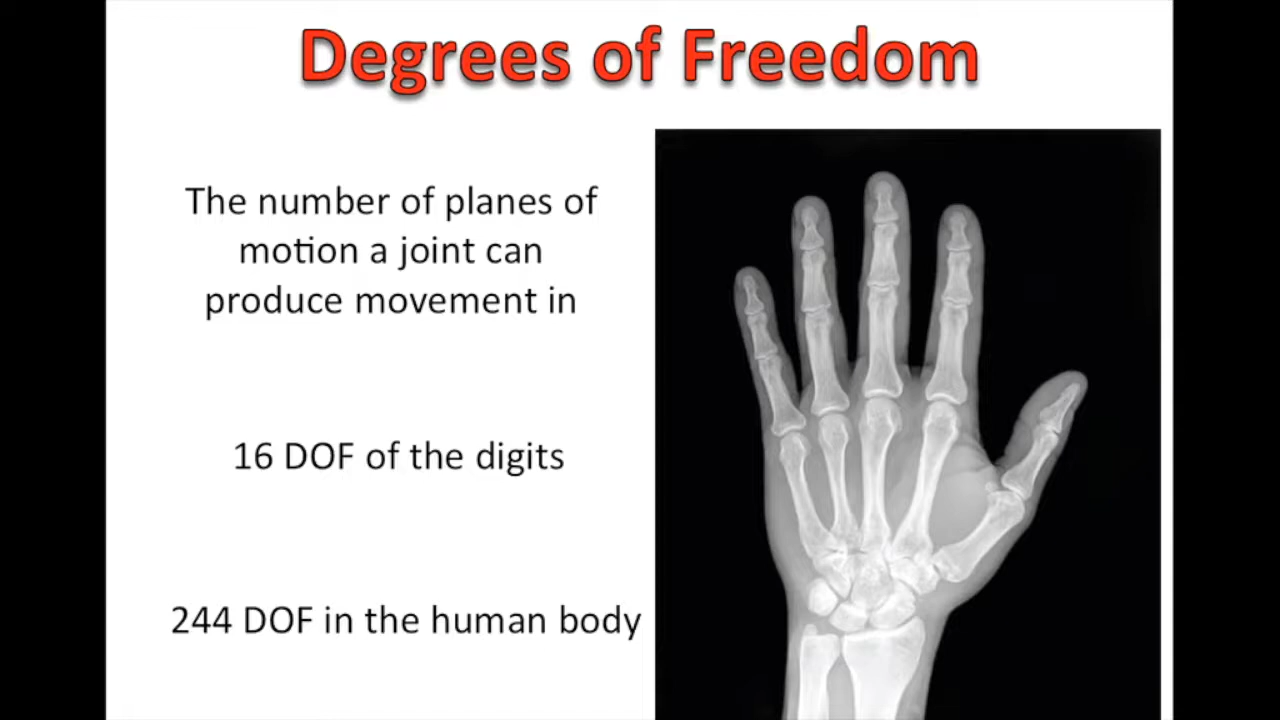 Degrees of Freedom
The number of planes of
motion a joint can
produce movement in
16 DOF of the digits
244 DOF in the human body